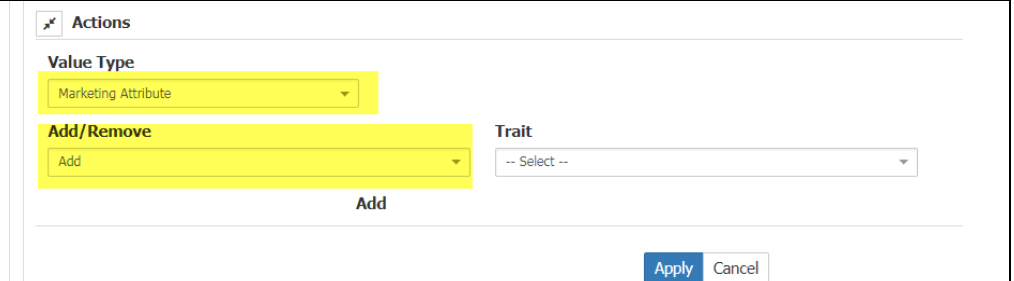 Actions
Value Type
Marketing Attribute
Add/Remove Trait
Add -- Select --
Add
Apply Cancel